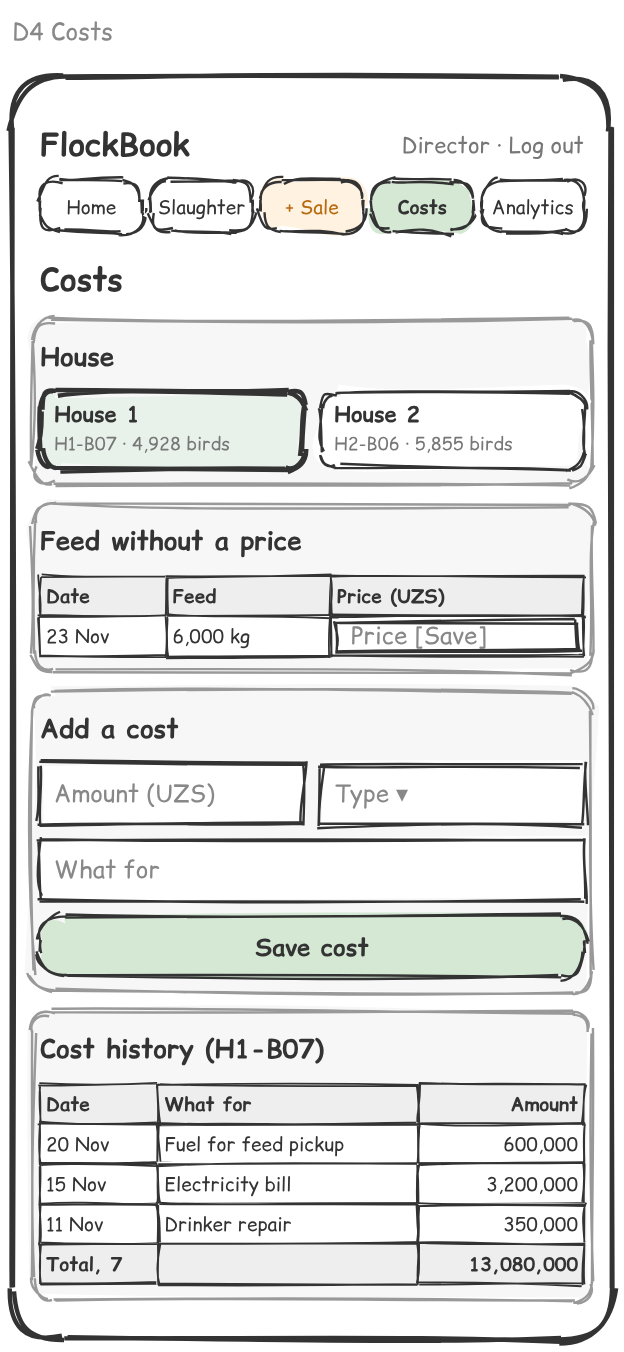 D4 Costs
FlockBook
Director · Log out
Home
Slaughter
+ Sale
Costs
Analytics
Costs
House
House 1
H1-B07 · 4,928 birds
House 2
H2-B06 · 5,855 birds
Feed without a price
Date Feed Price (UZS)
23 Nov 6,000 kg Price [Save]
Add a cost
Amount (UZS)
Type ▾
What for
Save cost
Cost history (H1-B07)
Date What for Amount
20 Nov Fuel for feed pickup 600,000
15 Nov Electricity bill 3,200,000
11 Nov Drinker repair 350,000
Total, 7 13,080,000